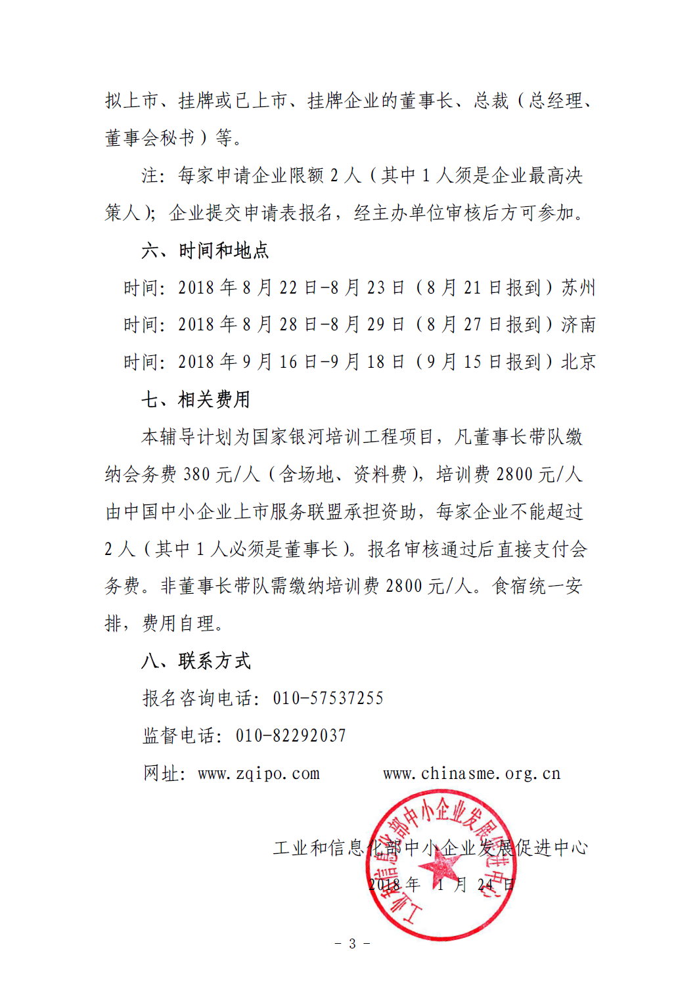 拟上市、挂牌或已上市、挂牌企业的董事长、总裁（总经理、
董事会秘书）等。
注：每家申请企业限额 2 人（其中 1 人须是企业最高决
策人）；企业提交申请表报名，经主办单位审核后方可参加。
六、时间和地点
时间：2018 年 8 月 22 日-8 月 23 日（8 月 21 日报到）苏州
时间：2018 年 8 月 28 日-8 月 29 日（8 月 27 日报到）济南
时间：2018 年 9 月 16 日-9 月 18 日（9 月 15 日报到）北京
七、相关费用
本辅导计划为国家银河培训工程项目，凡董事长带队缴
纳会务费 380 元/人（含场地、资料费），培训费 2800 元/人
由中国中小企业上市服务联盟承担资助，每家企业不能超过
2 人（其中 1 人必须是董事长）。报名审核通过后直接支付会
务费。非董事长带队需缴纳培训费 2800 元/人。食宿统一安
排，费用自理。
八、联系方式
报名咨询电话：010-57537255
监督电话：010-82292037
网址：www.zqipo.com www.chinasme.org.cn
工业和信息化部中小企业发展促进中心
工业和信息化部中小企业发展促进中心
2018 年 1 月 24 日
- 3 -